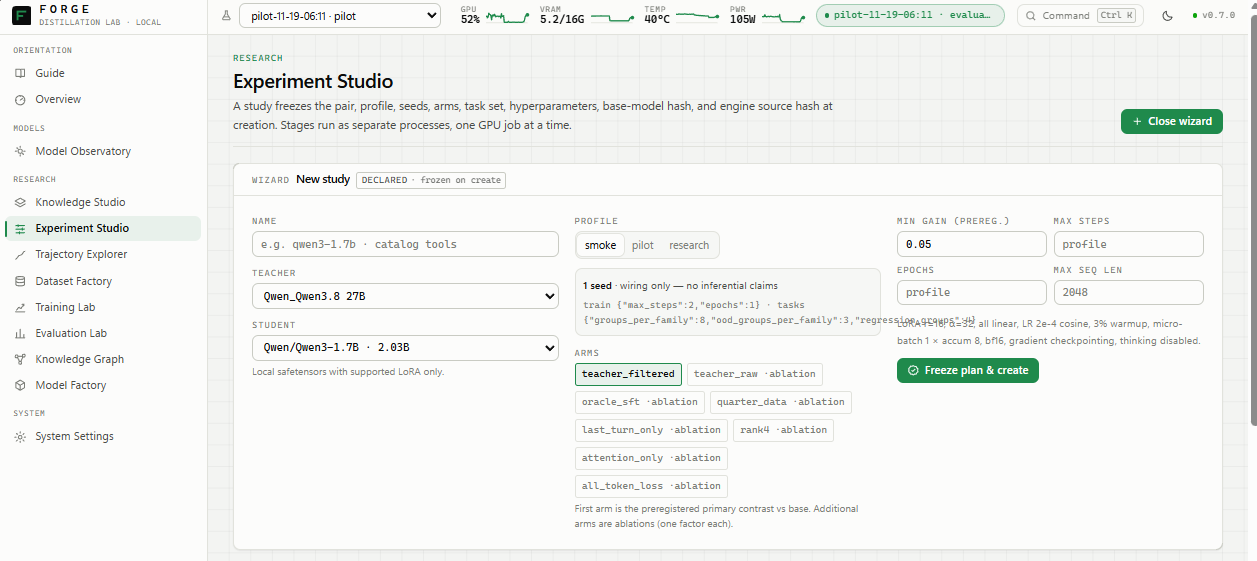 FORGE
DISTILLATION LAB · LOCAL
pilot-11-19-06:11 · pilot
GPU
52%
VRAM
5.2/16G
TEMP
40°C
PWR
105W
pilot-11-19-06:11 · evalua…
Command
Ctrl K
v0.7.0
ORIENTATION
Guide
Overview
MODELS
Model Observatory
RESEARCH
Knowledge Studio
Experiment Studio
Trajectory Explorer
Dataset Factory
Training Lab
Evaluation Lab
Knowledge Graph
Model Factory
SYSTEM
System Settings
RESEARCH
Experiment Studio
A study freezes the pair, profile, seeds, arms, task set, hyperparameters, base-model hash, and engine source hash at
creation. Stages run as separate processes, one GPU job at a time.
+ Close wizard
WIZARD New study DECLARED · frozen on create
NAME
e.g. qwen3-1.7b · catalog tools
TEACHER
Qwen_Qwen3.8 27B
STUDENT
Qwen/Qwen3-1.7B · 2.03B
Local safetensors with supported LoRA only.
PROFILE
smoke
pilot
research
1 seed · wiring only — no inferential claims
train {"max_steps":2,"epochs":1} · tasks
{"groups_per_family":8,"ood_groups_per_family":3,"regression_groups":4}
ARMS
teacher_filtered
teacher_raw ·ablation
oracle_sft ·ablation
quarter_data ·ablation
last_turn_only ·ablation
rank4 ·ablation
attention_only ·ablation
all_token_loss ·ablation
First arm is the preregistered primary contrast vs base. Additional
arms are ablations (one factor each).
MIN GAIN (PREREG.)
0.05
MAX STEPS
profile
EPOCHS
profile
MAX SEQ LEN
2048
LoRA r=16, α=32, all linear, LR 2e-4 cosine, 3% warmup, micro-
batch 1 × accum 8, bf16, gradient checkpointing, thinking disabled.
Freeze plan & create